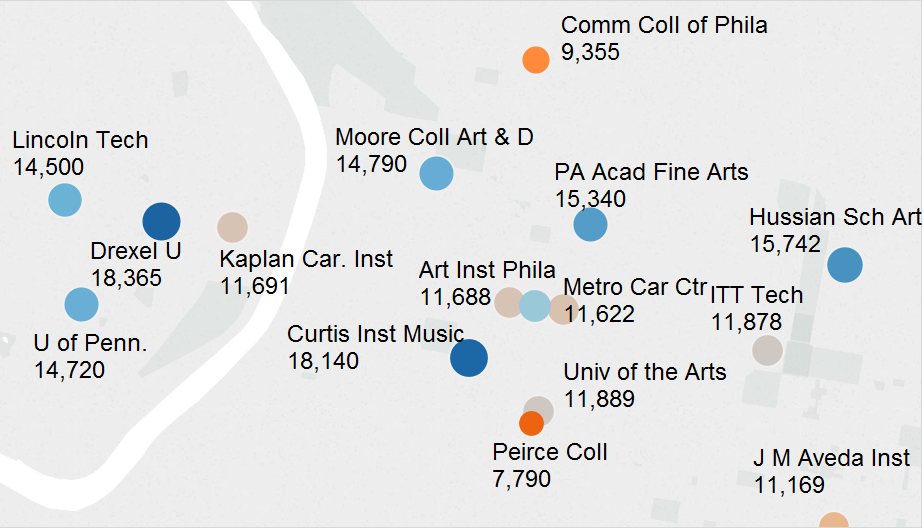 Comm Coll of Phila
9,355
Lincoln Tech
14,500
Moore Coll Art & D
14,790
PA Acad Fine Arts
15,340
Hussian Sch Art
15,742
Drexel U
18,365
Kaplan Car. Inst
11,691
Art Inst Phila
11,688
Metro Car Ctr
11,622
ITT Tech
11,878
U of Penn.
14,720
Curtis Inst Music
18,140
Univ of the Arts
11,889
Peirce Coll
7,790
J M Aveda Inst
11,169